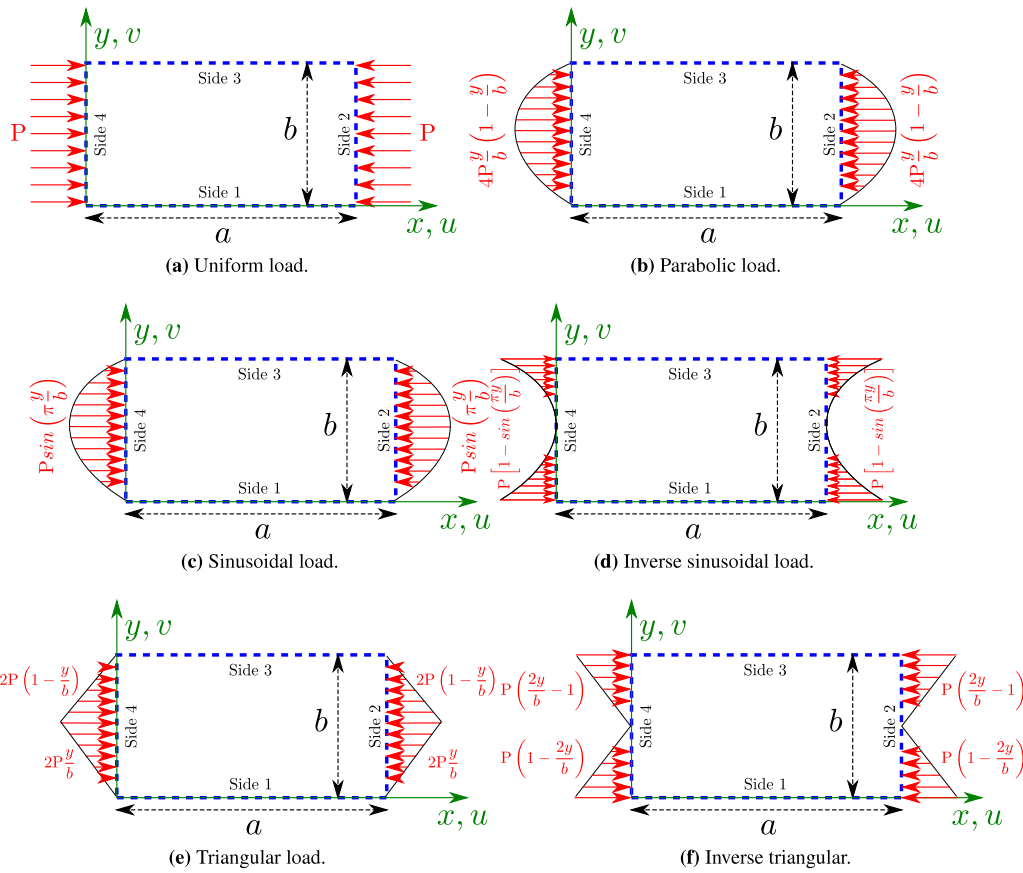 y, v
Side 3
P
Side 4
b
Side 2
P
Side 1
a
x, u
(a) Uniform load.
y, v
Side 3
4P y/b (1 − y/b)
Side 4
b
Side 2
4P y/b (1 − y/b)
Side 1
a
x, u
(b) Parabolic load.
y, v
Side 3
Psin (π y/b)
Side 4
b
Side 2
Psin (π y/b)
Side 1
a
x, u
(c) Sinusoidal load.
y, v
Side 3
P [1 − sin (πy/b)]
Side 4
b
Side 2
P [1 − sin (πy/b)]
Side 1
a
x, u
(d) Inverse sinusoidal load.
y, v
Side 3
2P (1 − y/b)
2P (1 − y/b)
Side 4
b
Side 2
2P y/b
2P y/b
Side 1
a
x, u
(e) Triangular load.
y, v
Side 3
P (2y/b − 1)
P (2y/b − 1)
Side 4
b
Side 2
P (1 − 2y/b)
P (1 − 2y/b)
Side 1
a
x, u
(f) Inverse triangular.